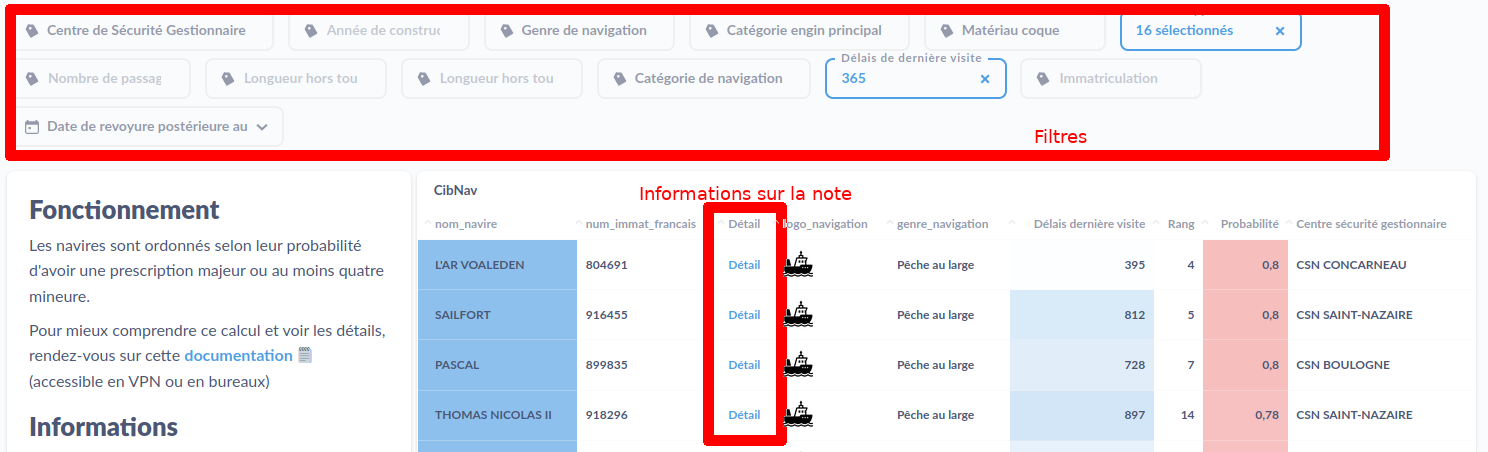 Centre de Sécurité Gestionnaire Année de construc Genre de navigation Catégorie engin principal Matériau coque 16 sélectionnés ×
Délais de dernière visite
Nombre de passag Longueur hors tou Longueur hors tou Catégorie de navigation 365 × Immatriculation
Date de revoyure postérieure au
Filtres
Fonctionnement
Les navires sont ordonnés selon leur probabilité
d'avoir une prescription majeur ou au moins quatre
mineure.
Pour mieux comprendre ce calcul et voir les détails,
rendez-vous sur cette documentation
(accessible en VPN ou en bureaux)
Informations
CibNav
Informations sur la note
nom_navire num_immat_francais Détail logo_navigation genre_navigation Délais dernière visite Rang Probabilité Centre sécurité gestionnaire
L'AR VOALEDEN 804691 Détail Pêche au large 395 4 0,8 CSN CONCARNEAU
SAILFORT 916455 Détail Pêche au large 812 5 0,8 CSN SAINT-NAZAIRE
PASCAL 899835 Détail Pêche au large 728 7 0,8 CSN BOULOGNE
THOMAS NICOLAS II 918296 Détail Pêche au large 897 14 0,78 CSN SAINT-NAZAIRE